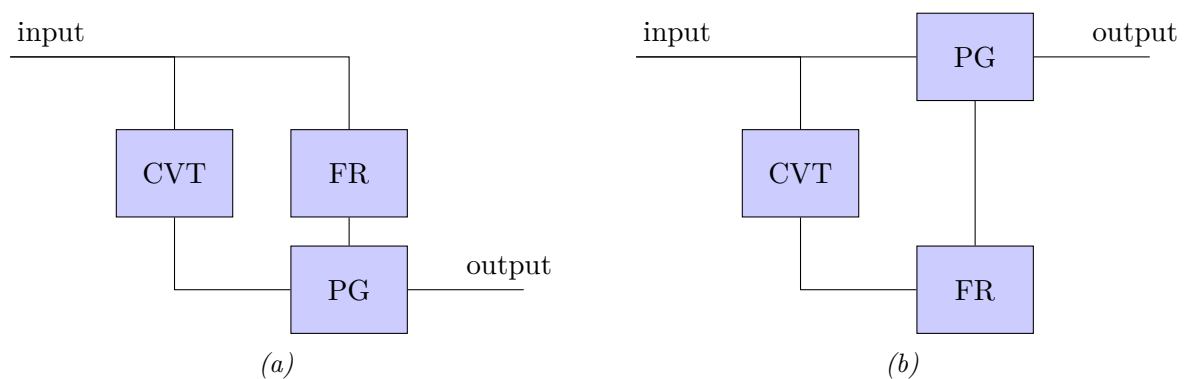 input
CVT
FR
PG
output
(a)
input
PG
output
CVT
FR
(b)